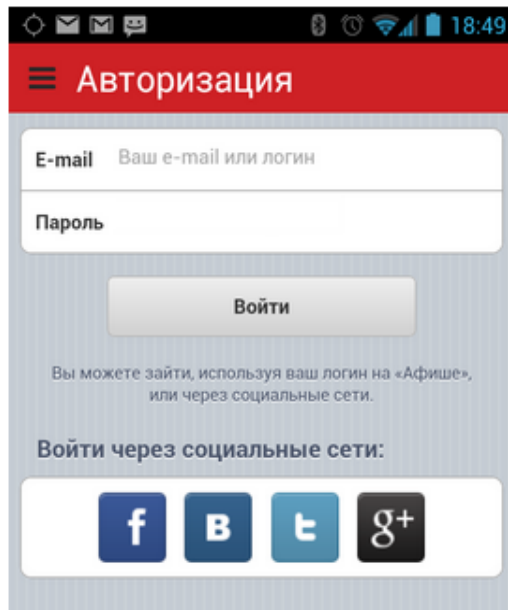 18:49
Авторизация
E-mail Ваш e-mail или логин
Пароль
Войти
Вы можете зайти, используя ваш логин на «Афише»,
или через социальные сети.
Войти через социальные сети:
f B t g+